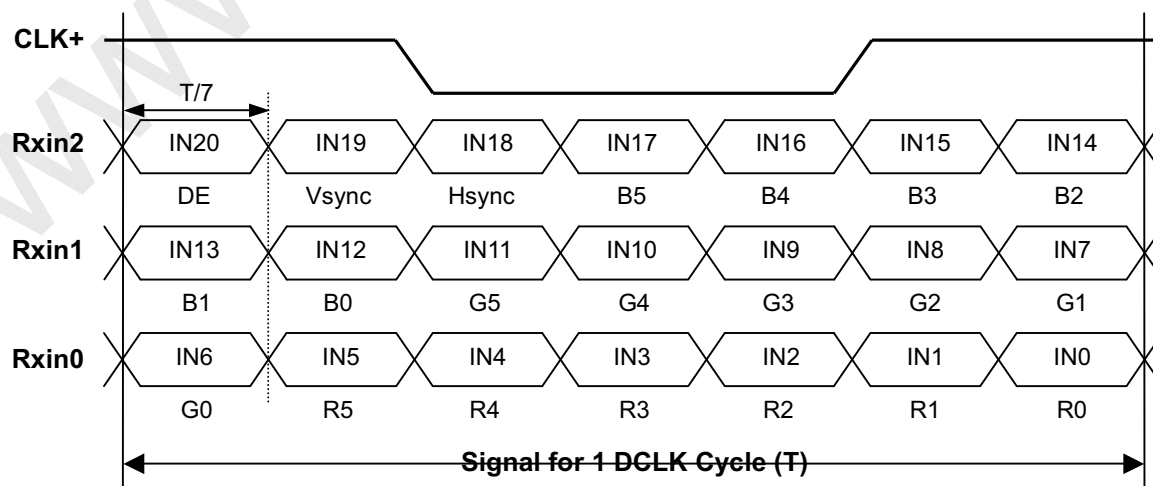 CLK+
T/7
Rxin2 IN20 IN19 IN18 IN17 IN16 IN15 IN14
DE Vsync Hsync B5 B4 B3 B2
Rxin1 IN13 IN12 IN11 IN10 IN9 IN8 IN7
B1 B0 G5 G4 G3 G2 G1
Rxin0 IN6 IN5 IN4 IN3 IN2 IN1 IN0
G0 R5 R4 R3 R2 R1 R0
Signal for 1 DCLK Cycle (T)